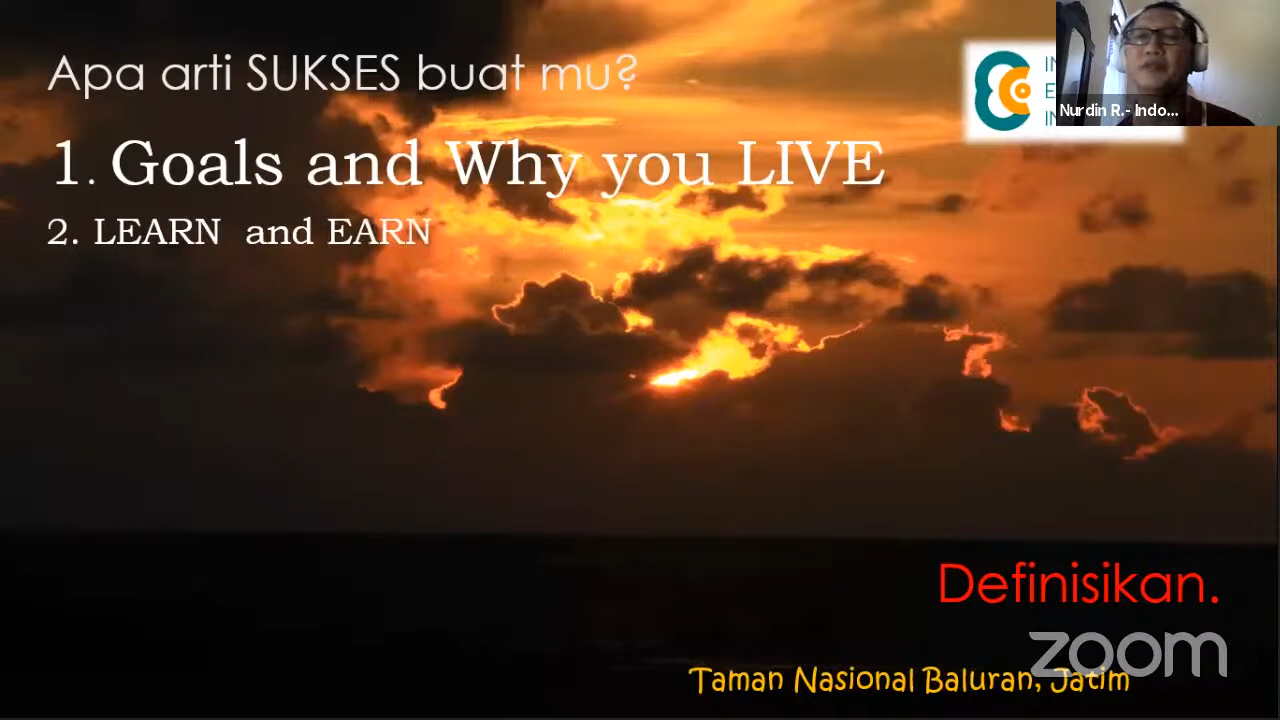 Apa arti SUKSES buat mu?
1. Goals and Why you LIVE
2. LEARN and EARN
Nurdin R.- Indo...
Definisikan.
zoom
Taman Nasional Baluran, Jatim